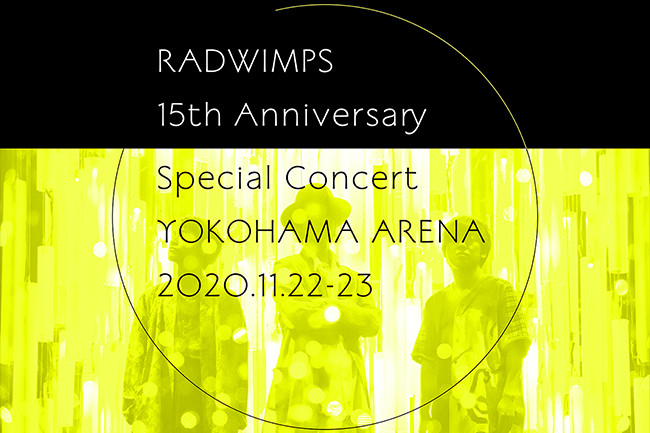 RADWIMPS
15th Anniversary
Special Concert
YOKOHAMA ARENA
2020.11.22-23